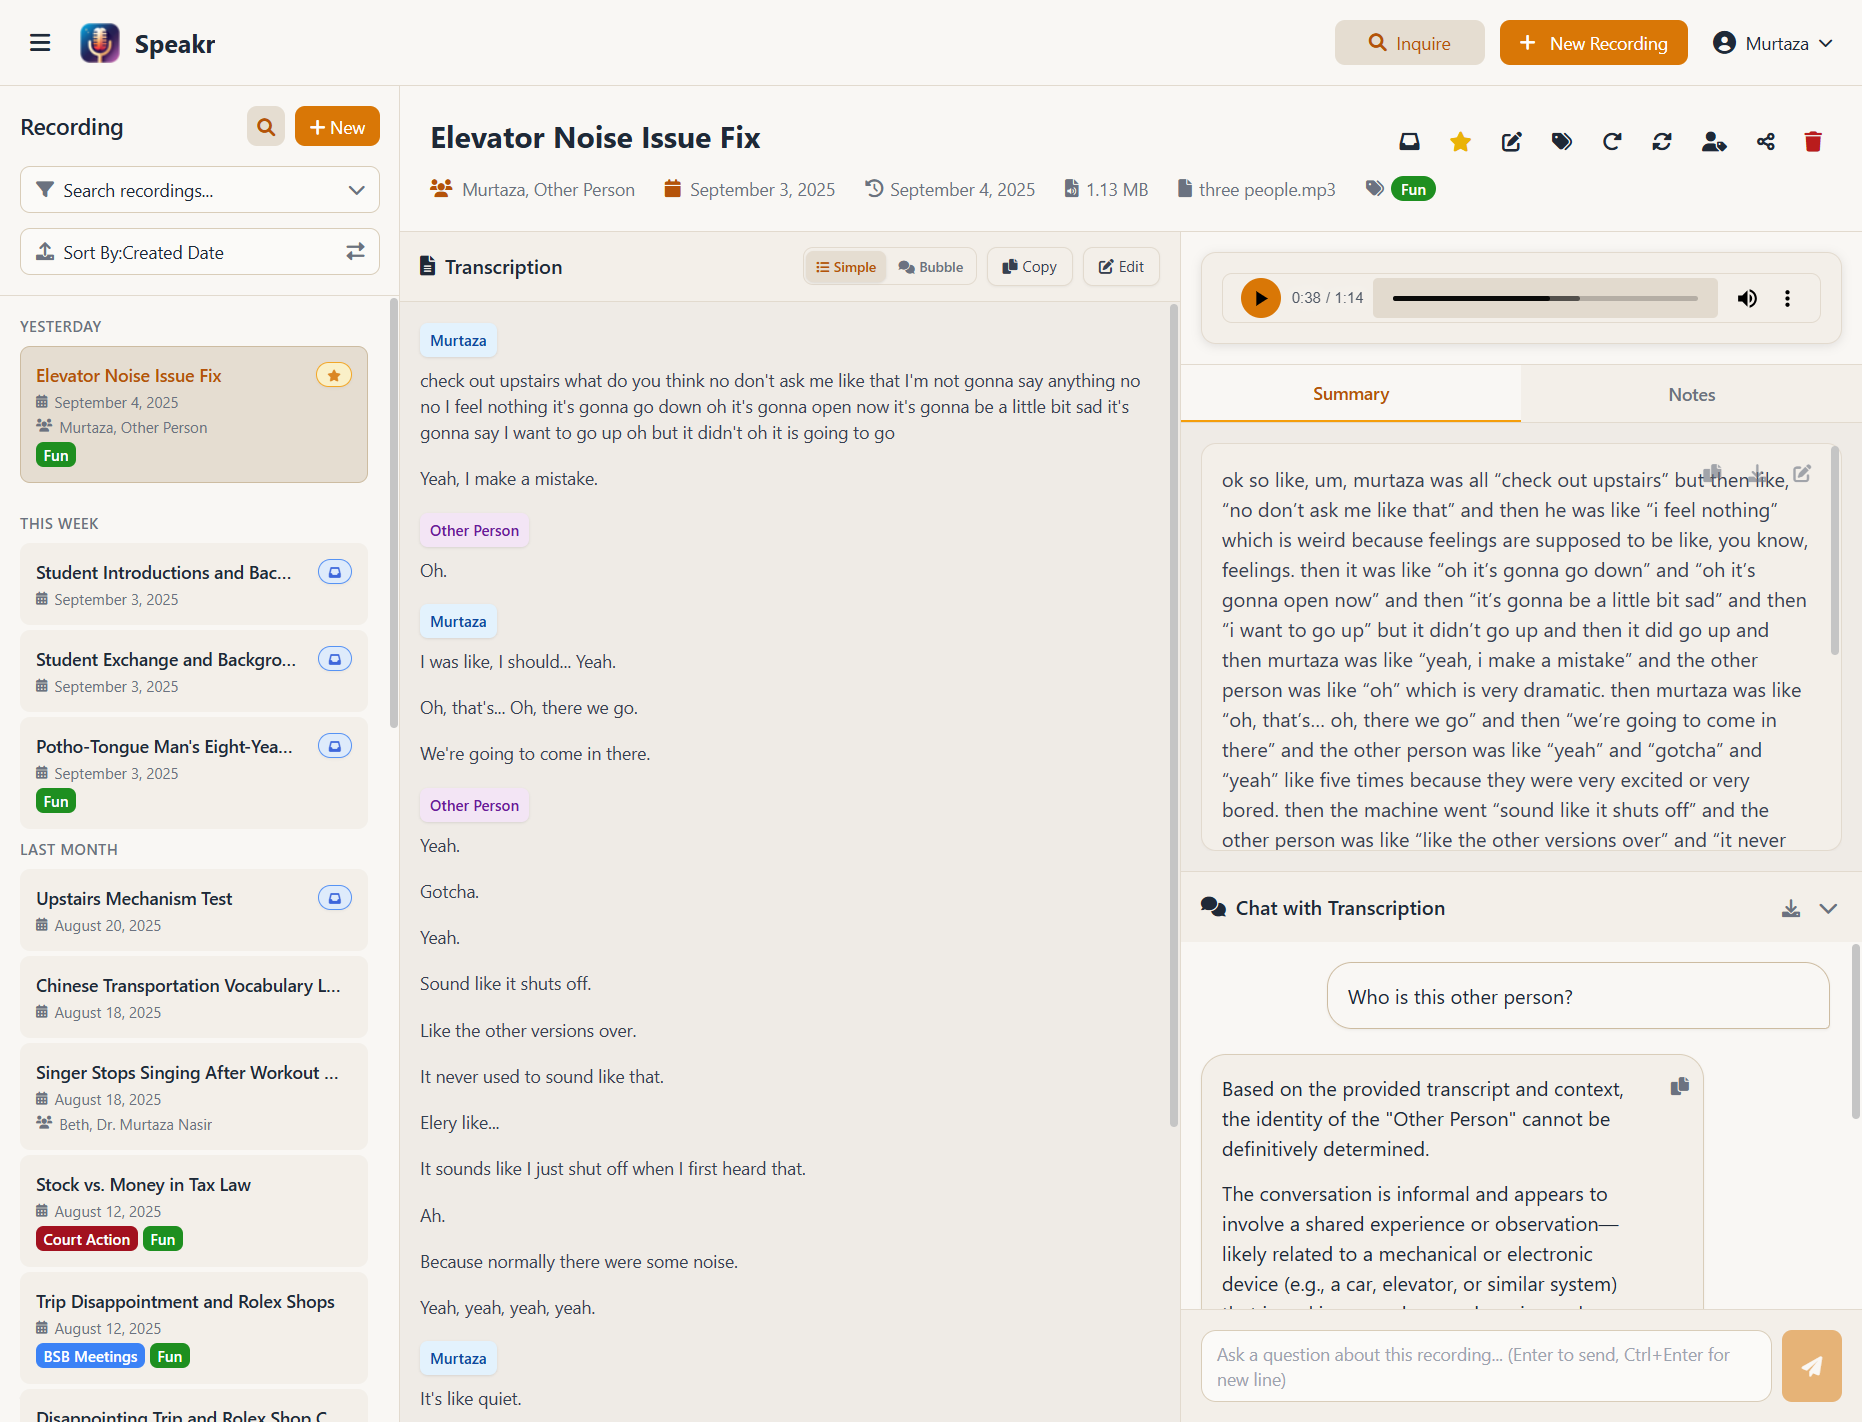 Speakr
Inquire
New Recording
Murtaza
Recording
New
Search recordings...
Sort By:Created Date
YESTERDAY
Elevator Noise Issue Fix
September 4, 2025
Murtaza, Other Person
Fun
THIS WEEK
Student Introductions and Bac...
September 3, 2025
Student Exchange and Backgro...
September 3, 2025
Potho-Tongue Man's Eight-Yea...
September 3, 2025
Fun
LAST MONTH
Upstairs Mechanism Test
August 20, 2025
Chinese Transportation Vocabulary L...
August 18, 2025
Singer Stops Singing After Workout ...
August 18, 2025
Beth, Dr. Murtaza Nasir
Stock vs. Money in Tax Law
August 12, 2025
Court Action Fun
Trip Disappointment and Rolex Shops
August 12, 2025
BSB Meetings Fun
Disappointing Trip and Rolex Shop C
Elevator Noise Issue Fix
Murtaza, Other Person September 3, 2025 September 4, 2025 1.13 MB three people.mp3 Fun
Transcription
Simple Bubble Copy Edit
Murtaza
check out upstairs what do you think no don't ask me like that I'm not gonna say anything no
no I feel nothing it's gonna go down oh it's gonna open now it's gonna be a little bit sad it's
gonna say I want to go up oh but it didn't oh it is going to go
Yeah, I make a mistake.
Other Person
Oh.
Murtaza
I was like, I should... Yeah.
Oh, that's... Oh, there we go.
We're going to come in there.
Other Person
Yeah.
Gotcha.
Yeah.
Sound like it shuts off.
Like the other versions over.
It never used to sound like that.
Elery like...
It sounds like I just shut off when I first heard that.
Ah.
Because normally there were some noise.
Yeah, yeah, yeah, yeah.
Murtaza
It's like quiet.
0:38 / 1:14
Summary
Notes
ok so like, um, murtaza was all “check out upstairs” but then like,
“no don’t ask me like that” and then he was like “i feel nothing”
which is weird because feelings are supposed to be like, you know,
feelings. then it was like “oh it’s gonna go down” and “oh it’s
gonna open now” and then “it’s gonna be a little bit sad” and then
“i want to go up” but it didn’t go up and then it did go up and
then murtaza was like “yeah, i make a mistake” and the other
person was like “oh” which is very dramatic. then murtaza was like
“oh, that’s… oh, there we go” and then “we’re going to come in
there” and the other person was like “yeah” and “gotcha” and
“yeah” like five times because they were very excited or very
bored. then the machine went “sound like it shuts off” and the
other person was like “like the other versions over” and “it never
Chat with Transcription
Who is this other person?
Based on the provided transcript and context,
the identity of the "Other Person" cannot be
definitively determined.
The conversation is informal and appears to
involve a shared experience or observation—
likely related to a mechanical or electronic
device (e.g., a car, elevator, or similar system)
Ask a question about this recording... (Enter to send, Ctrl+Enter for
new line)